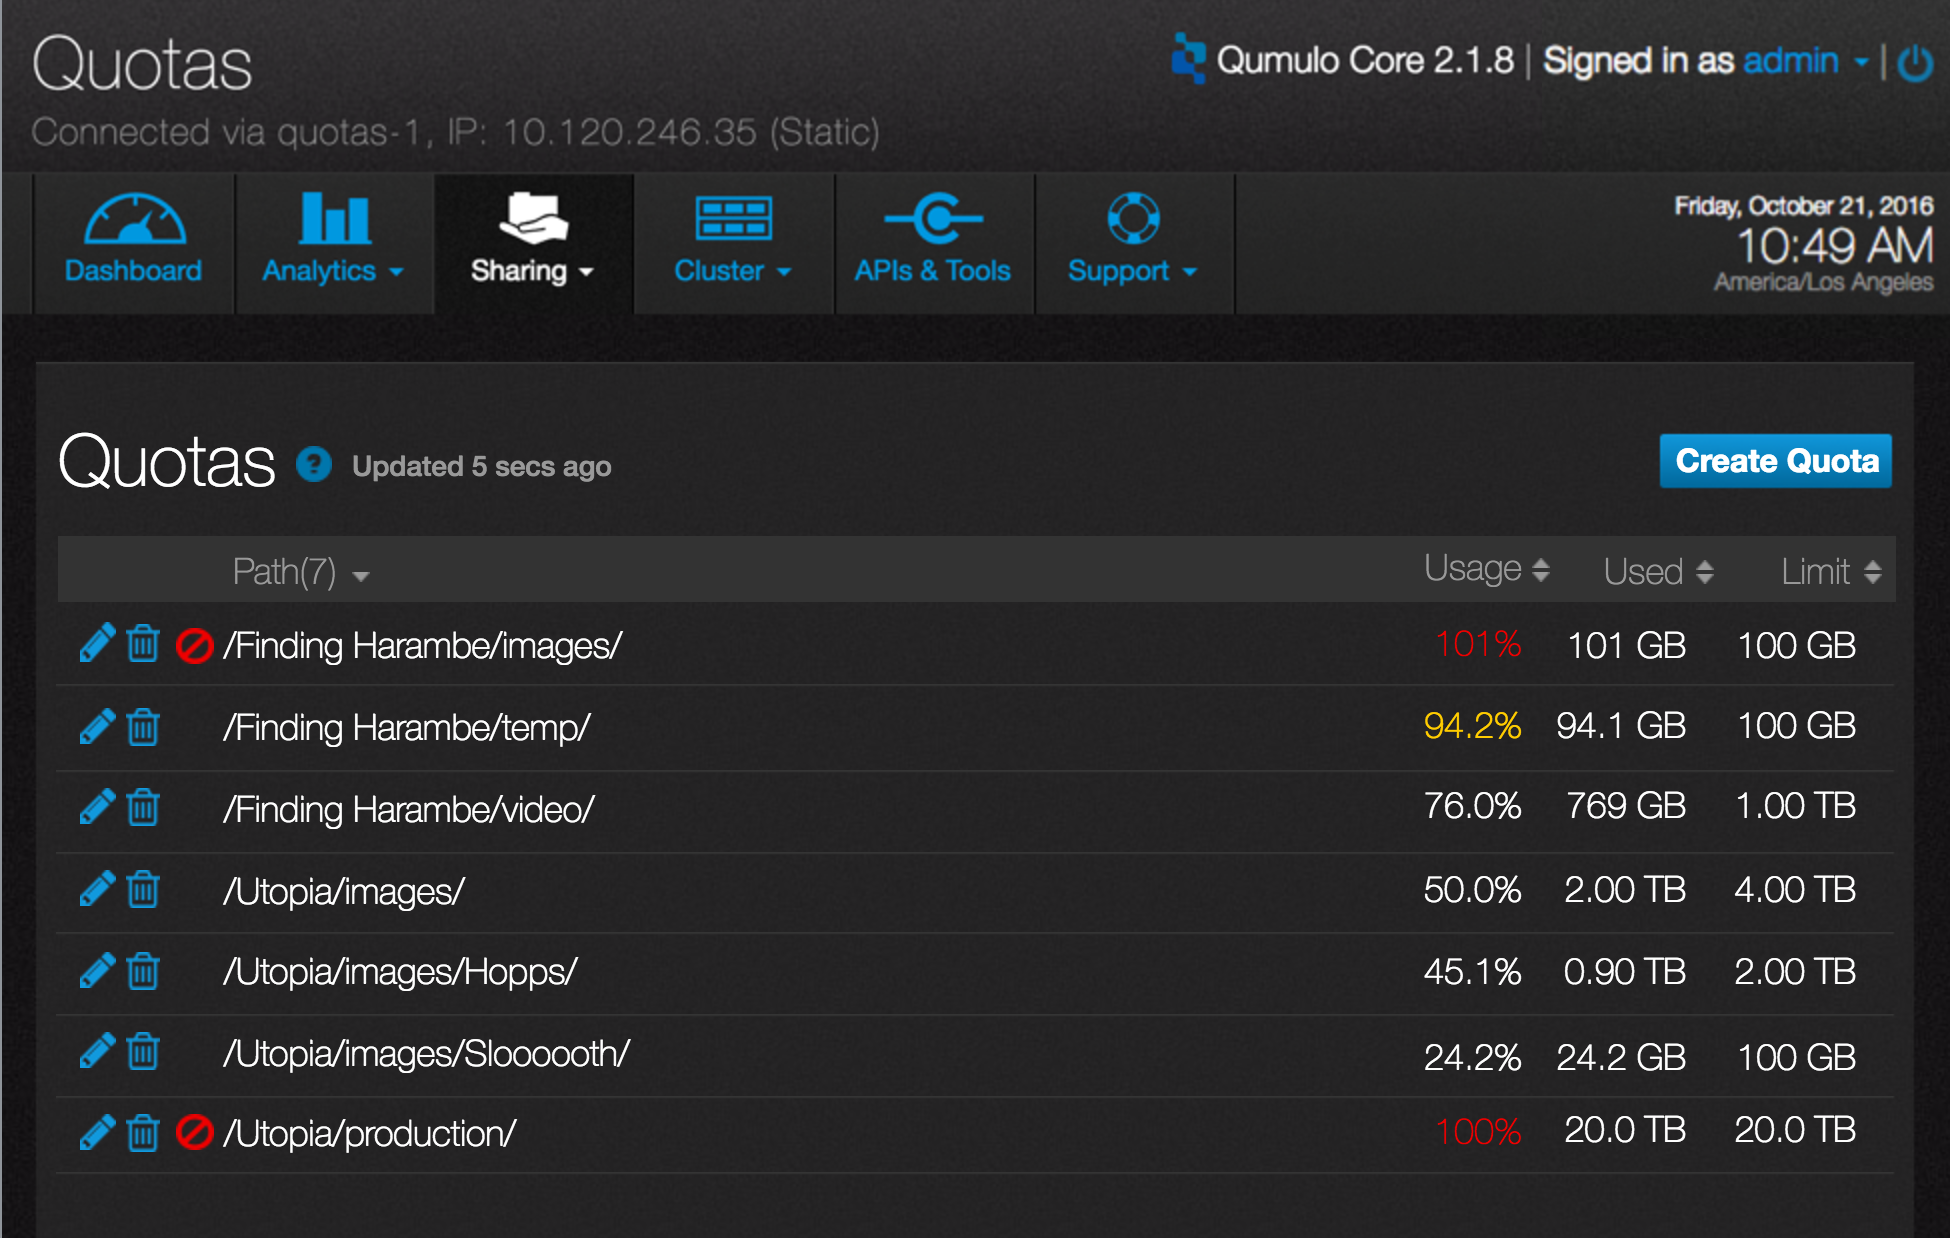 Quotas
Qumulo Core 2.1.8 | Signed in as admin
Connected via quotas-1, IP: 10.120.246.35 (Static)
Dashboard Analytics Sharing Cluster APIs & Tools Support
Friday, October 21, 2016
10:49 AM
America/Los Angeles
Quotas ? Updated 5 secs ago Create Quota
Path(7) Usage Used Limit
/Finding Harambe/images/ 101% 101 GB 100 GB
/Finding Harambe/temp/ 94.2% 94.1 GB 100 GB
/Finding Harambe/video/ 76.0% 769 GB 1.00 TB
/Utopia/images/ 50.0% 2.00 TB 4.00 TB
/Utopia/images/Hopps/ 45.1% 0.90 TB 2.00 TB
/Utopia/images/Sloooooth/ 24.2% 24.2 GB 100 GB
/Utopia/production/ 100% 20.0 TB 20.0 TB